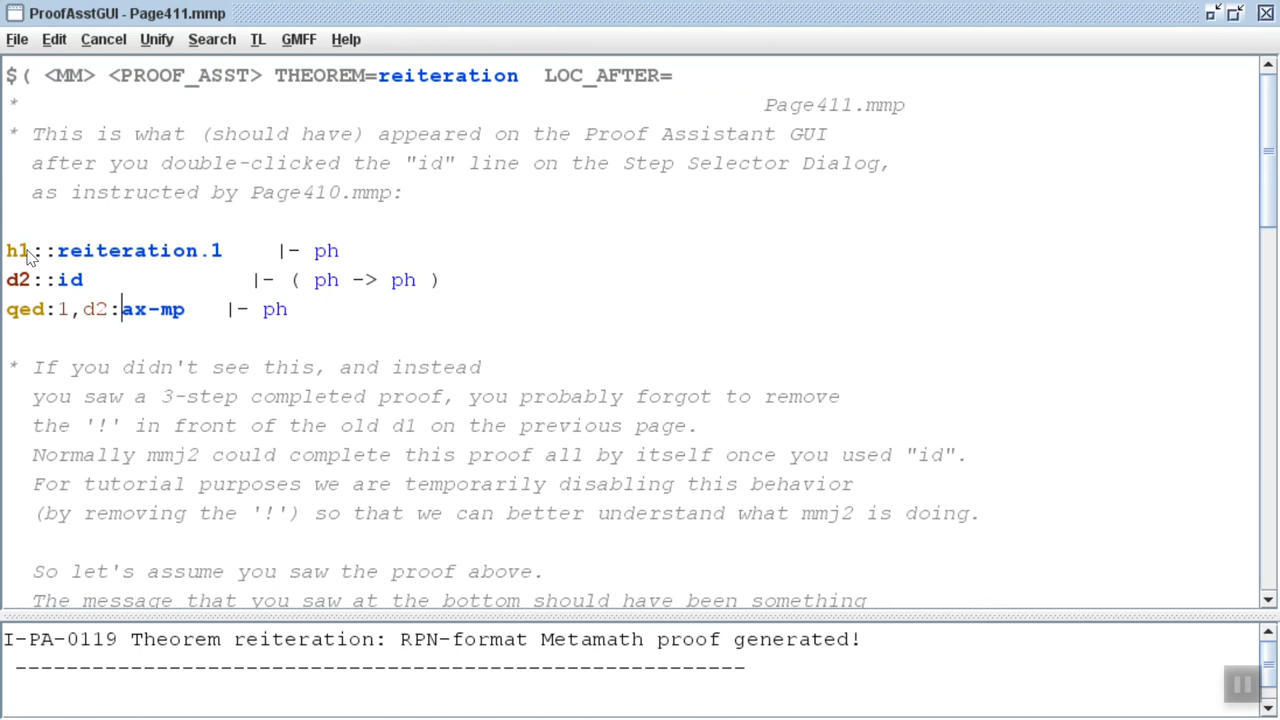 ProofAsstGUI - Page411.mmp
File Edit Cancel Unify Search TL GMFF Help
$( <MM> <PROOF_ASST> THEOREM=reiteration LOC_AFTER=
* Page411.mmp
* This is what (should have) appeared on the Proof Assistant GUI
after you double-clicked the "id" line on the Step Selector Dialog,
as instructed by Page410.mmp:
h1::reiteration.1 |- ph
d2::id |- ( ph -> ph )
qed:1,d2:ax-mp |- ph
* If you didn't see this, and instead
you saw a 3-step completed proof, you probably forgot to remove
the '!' in front of the old d1 on the previous page.
Normally mmj2 could complete this proof all by itself once you used "id".
For tutorial purposes we are temporarily disabling this behavior
(by removing the '!') so that we can better understand what mmj2 is doing.
So let's assume you saw the proof above.
The message that you saw at the bottom should have been something
I-PA-0119 Theorem reiteration: RPN-format Metamath proof generated!
---------------------------------------------------------